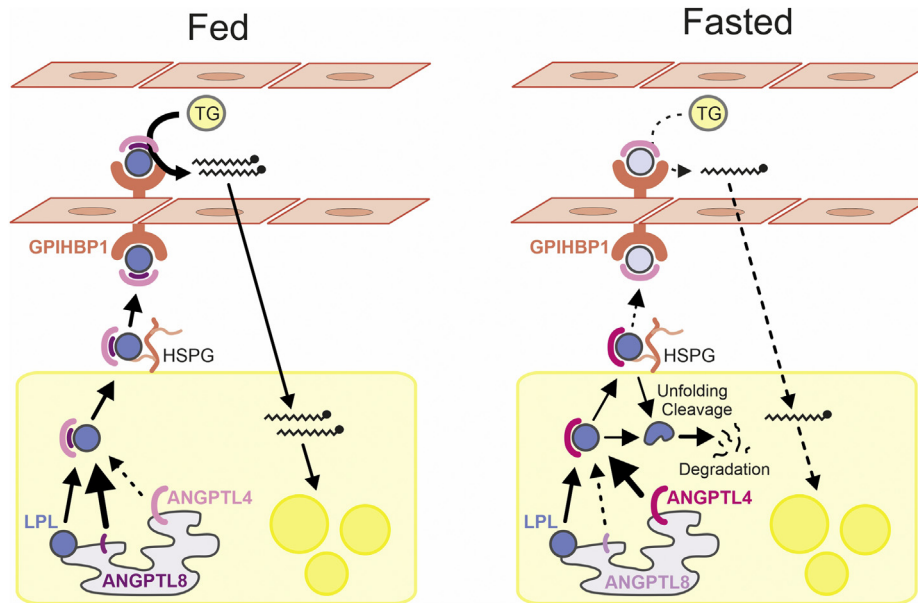 Fed
TG
GPIHBP1
HSPG
ANGPTL4
LPL
ANGPTL8
Fasted
TG
GPIHBP1
HSPG
Unfolding
Cleavage
Degradation
ANGPTL4
LPL
ANGPTL8